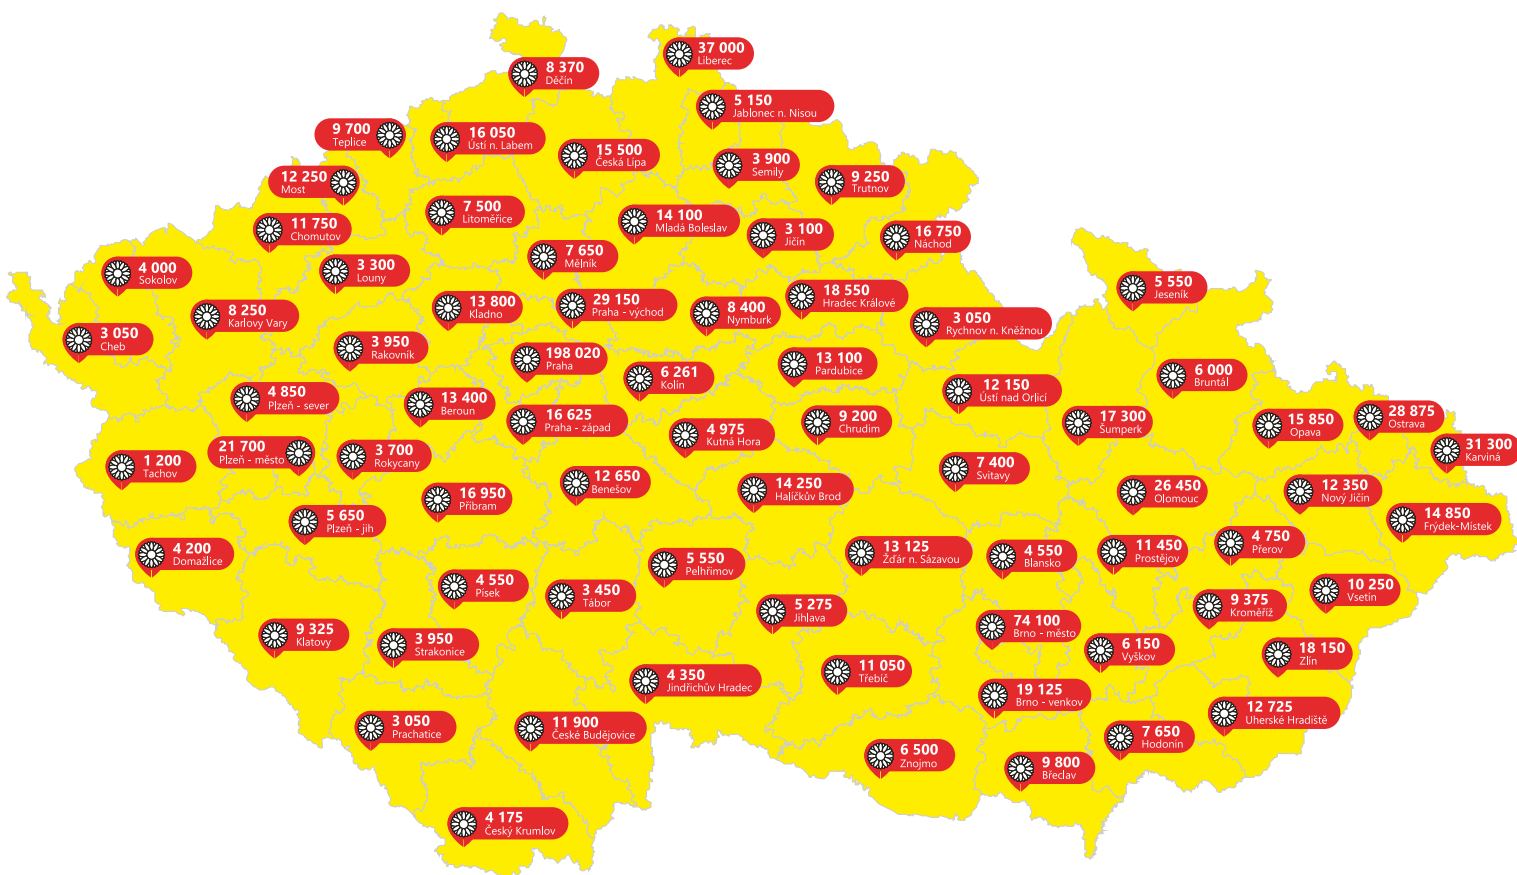 37 000
Liberec
8 370
Děčín
5 150
Jablonec n. Nisou
9 700
Teplice
16 050
Ústí n. Labem
15 500
Česká Lípa
3 900
Semily
12 250
Most
9 250
Trutnov
7 500
Litoměřice
14 100
Mladá Boleslav
11 750
Chomutov
3 100
Jičín
16 750
Náchod
7 650
Mělník
4 000
Sokolov
3 300
Louny
5 550
Jeseník
18 550
Hradec Králové
13 800
Kladno
29 150
Praha - východ
8 250
Karlovy Vary
8 400
Nymburk
3 050
Rychnov n. Kněžnou
3 050
Cheb
3 950
Rakovník
198 020
Praha
13 100
Pardubice
6 261
Kolín
6 000
Bruntál
12 150
Ústí nad Orlicí
4 850
Plzeň - sever
13 400
Beroun
16 625
Praha - západ
9 200
Chrudim
17 300
Šumperk
15 850
Opava
28 875
Ostrava
4 975
Kutná Hora
31 300
Karviná
21 700
Plzeň - město
3 700
Rokycany
1 200
Tachov
7 400
Svitavy
12 650
Benešov
14 250
Halíčkův Brod
26 450
Olomouc
12 350
Nový Jičín
16 950
Příbram
5 650
Plzeň - jih
14 850
Frýdek-Místek
4 750
Přerov
4 200
Domažlice
13 125
Žďár n. Sázavou
4 550
Blansko
11 450
Prostějov
5 550
Pelhřimov
4 550
Písek
3 450
Tábor
10 250
Vsetín
9 375
Kroměříž
5 275
Jihlava
74 100
Brno - město
9 325
Klatovy
3 950
Strakonice
6 150
Vyškov
18 150
Zlín
11 050
Třebíč
4 350
Jindřichův Hradec
19 125
Brno - venkov
12 725
Uherské Hradiště
3 050
Prachatice
11 900
České Budějovice
7 650
Hodonín
6 500
Znojmo
9 800
Břeclav
4 175
Český Krumlov